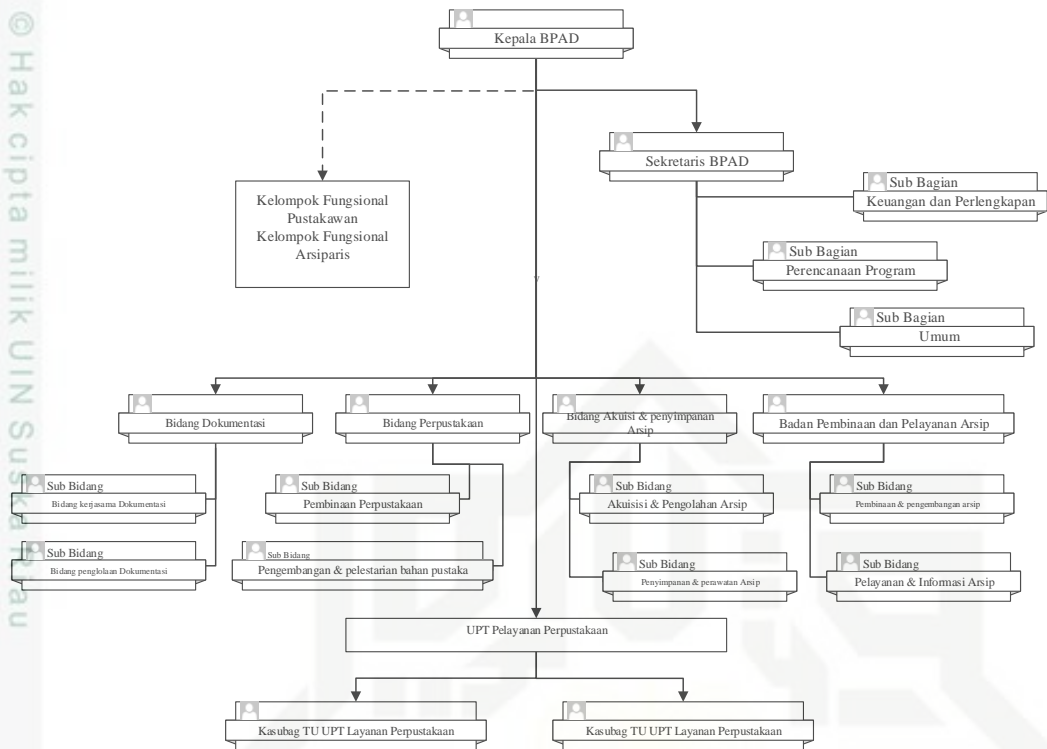 © Hak cipta milik UIN Suska Riau
Kepala BPAD
Sekretaris BPAD
Kelompok Fungsional
Pustakawan
Kelompok Fungsional
Arsiparis
Sub Bagian
Keuangan dan Perlengkapan
Sub Bagian
Perencanaan Program
Sub Bagian
Umum
y
Bidang Dokumentasi
Bidang Perpustakaan
Bidang Akuisi & penyimpanan
Arsip
Badan Pembinaan dan Pelayanan Arsip
Sub Bidang
Bidang kerjasama Dokumentasi
Sub Bidang
Pembinaan Perpustakaan
Sub Bidang
Akuisisi & Pengolahan Arsip
Sub Bidang
Pembinaan & pengembangan arsip
Sub Bidang
Bidang penglolaan Dokumentasi
Sub Bidang
Pengembangan & pelestarian bahan pustaka
Sub Bidang
Penyimpanan & perawatan Arsip
Sub Bidang
Pelayanan & Informasi Arsip
UPT Pelayanan Perpustakaan
Kasubag TU UPT Layanan Perpustakaan
Kasubag TU UPT Layanan Perpustakaan